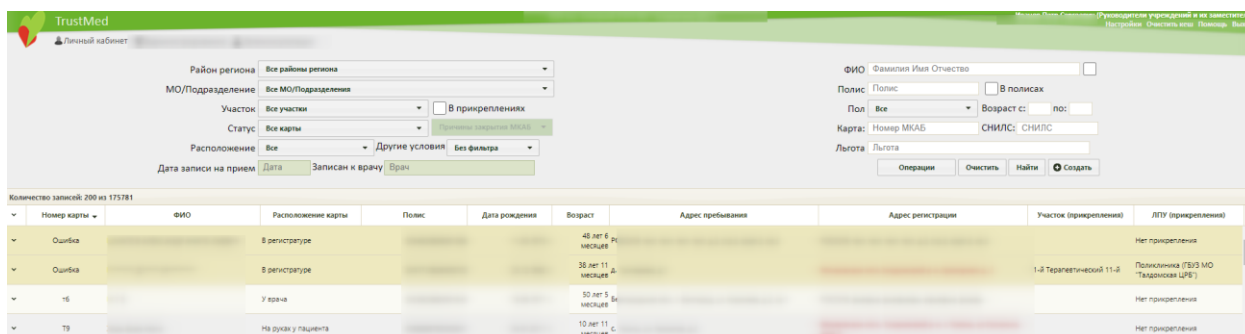 TrustMed
(Руководители учреждений и их заместители
Настройки Очистить кеш Помощь Вых
Личный кабинет
Район региона Все районы региона ФИО Фамилия Имя Отчество
МО/Подразделение Все МО/Подразделения Полис Полис В полисах
Участок Все участки В прикреплениях Пол Все Возраст с: по:
Статус Все карты Причины закрытия МКАБ Карта: Номер МКАБ СНИЛС: СНИЛС
Расположение Все Другие условия Без фильтра Льгота Льгота
Дата записи на прием Дата Записан к врачу Врач Операции Очистить Найти Создать
Количество записей: 200 из 175781
Номер карты ФИО Расположение карты Полис Дата рождения Возраст Адрес пребывания Адрес регистрации Участок (прикрепления) ЛПУ (прикрепления)
Ошибка В регистратуре 48 лет 6 месяцев Нет прикрепления
Ошибка В регистратуре 38 лет 11 месяцев д. 1-й Терапевтический 11-й Поликлиника (ГБУЗ МО
"Талдомская ЦРБ")
т6 У врача 50 лет 5 месяцев Нет прикрепления
Т9 На руках у пациента 10 лет 11 месяцев с. Нет прикрепления